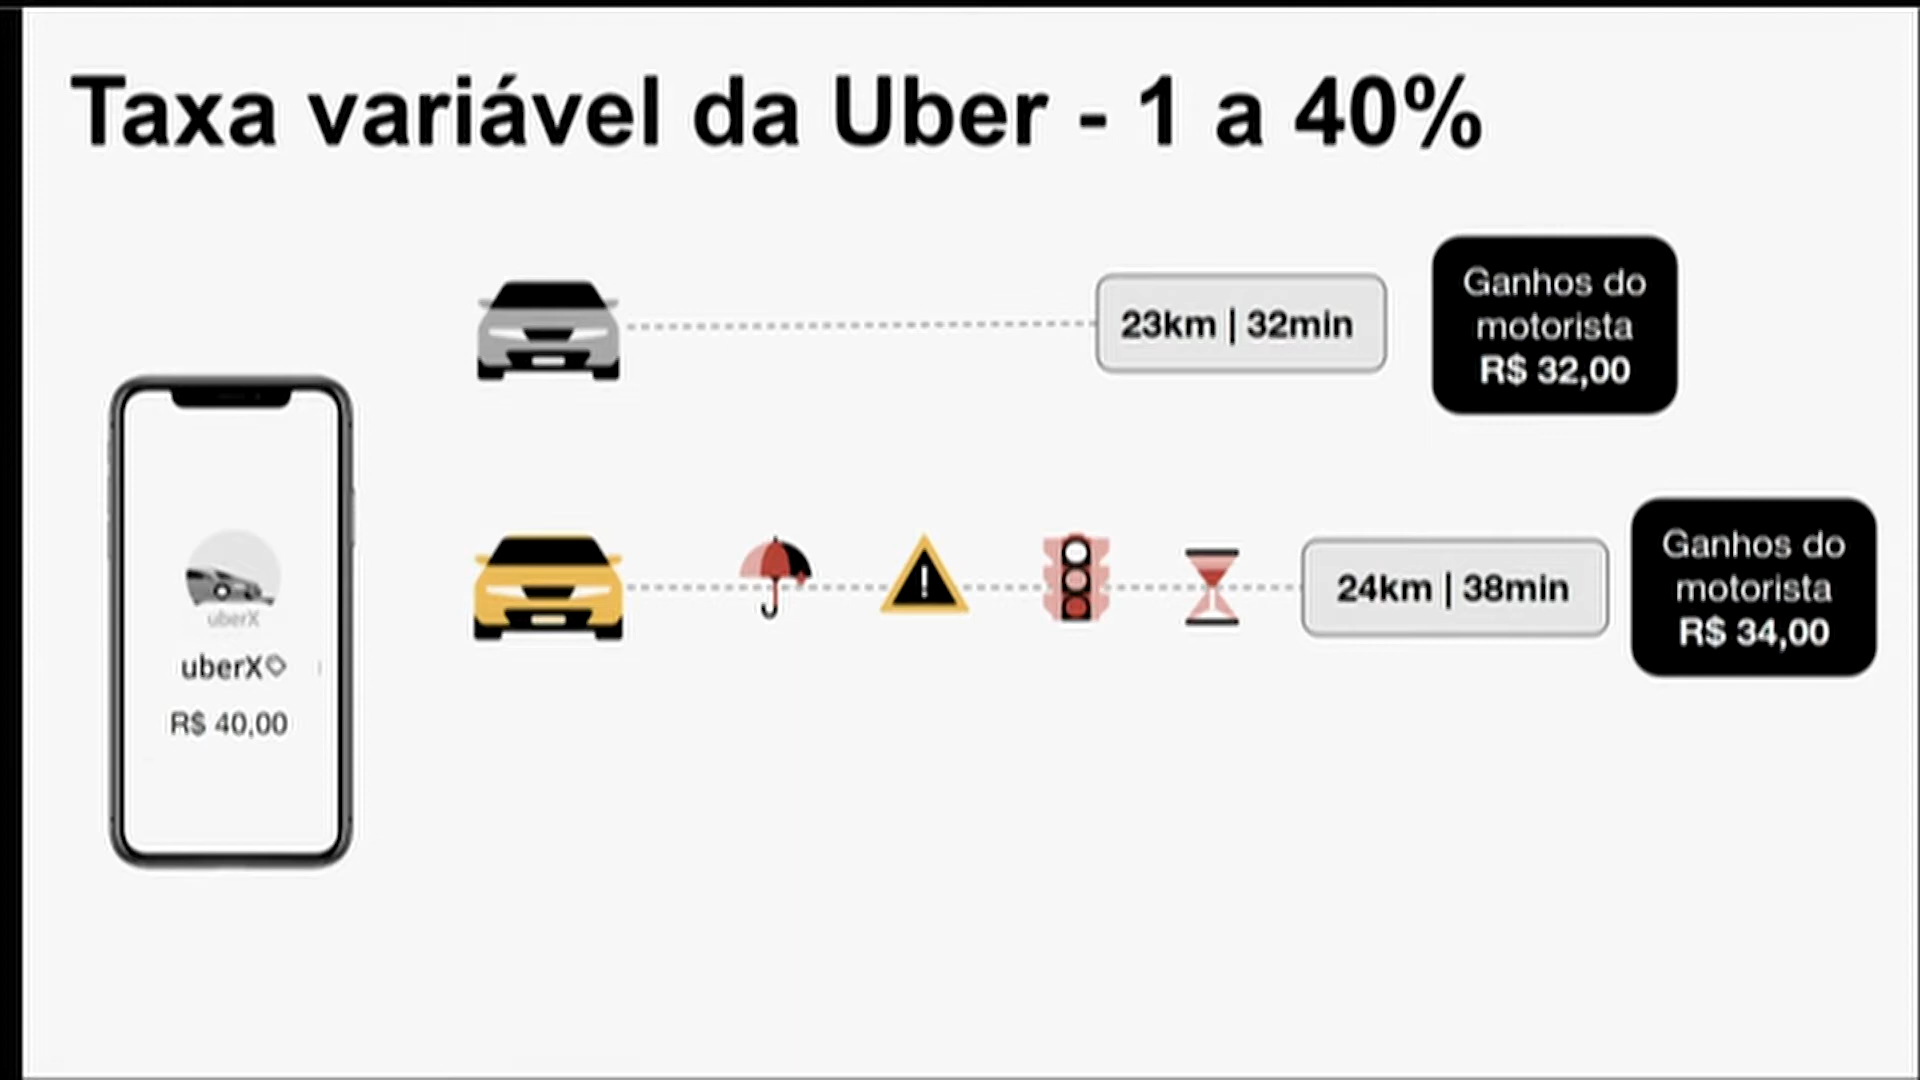 Taxa variável da Uber - 1 a 40%
23km | 32min
Ganhos do
motorista
R$ 32,00
uberX
uberX
R$ 40,00
24km | 38min
Ganhos do
motorista
R$ 34,00